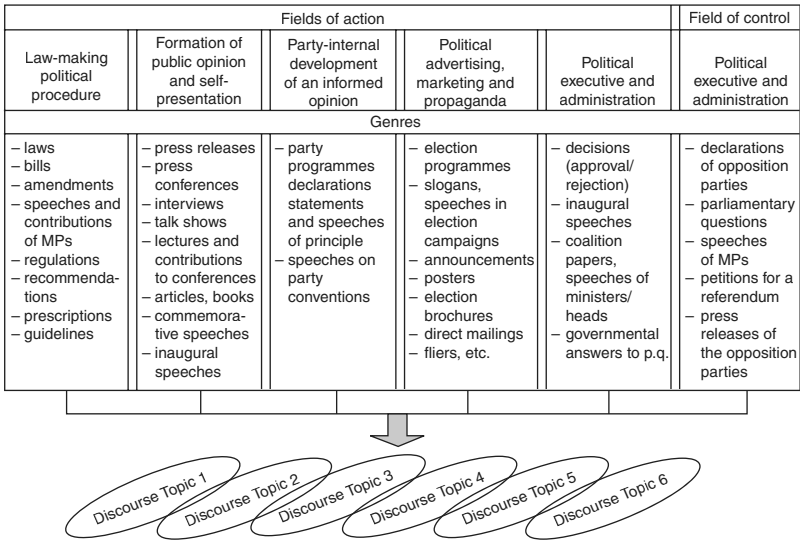 Fields of action
Field of control
Law-making
political
procedure
Formation of
public opinion
and self-
presentation
Party-internal
development
of an informed
opinion
Political
advertising,
marketing and
propaganda
Political
executive and
administration
Political
executive and
administration
Genres
– laws
– bills
– amendments
– speeches and
contributions
of MPs
– regulations
– recommenda-
tions
– prescriptions
– guidelines
– press releases
– press
conferences
– interviews
– talk shows
– lectures and
contributions
to conferences
– articles, books
– commemora-
tive speeches
– inaugural
speeches
– party
programmes
declarations
statements
and speeches
of principle
– speeches on
party
conventions
– election
programmes
– slogans,
speeches in
election
campaigns
– announcements
– posters
– election
brochures
– direct mailings
– fliers, etc.
– decisions
(approval/
rejection)
– inaugural
speeches
– coalition
papers,
speeches of
ministers/
heads
– governmental
answers to p.q.
– declarations
of opposition
parties
– parliamentary
questions
– speeches
of MPs
– petitions for a
referendum
– press
releases of
the opposition
parties
Discourse Topic 1
Discourse Topic 2
Discourse Topic 3
Discourse Topic 4
Discourse Topic 5
Discourse Topic 6